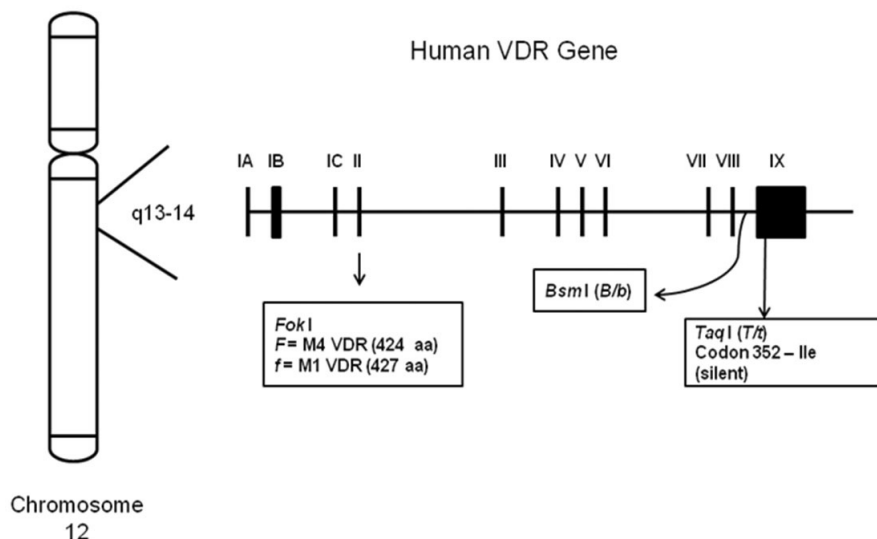 Human VDR Gene
IA IB IC II III IV V VI VII VIII IX
q13-14
BsmI (B/b)
FokI
F= M4 VDR (424 aa)
f= M1 VDR (427 aa)
TaqI (T/t)
Codon 352 – Ile
(silent)
Chromosome
12